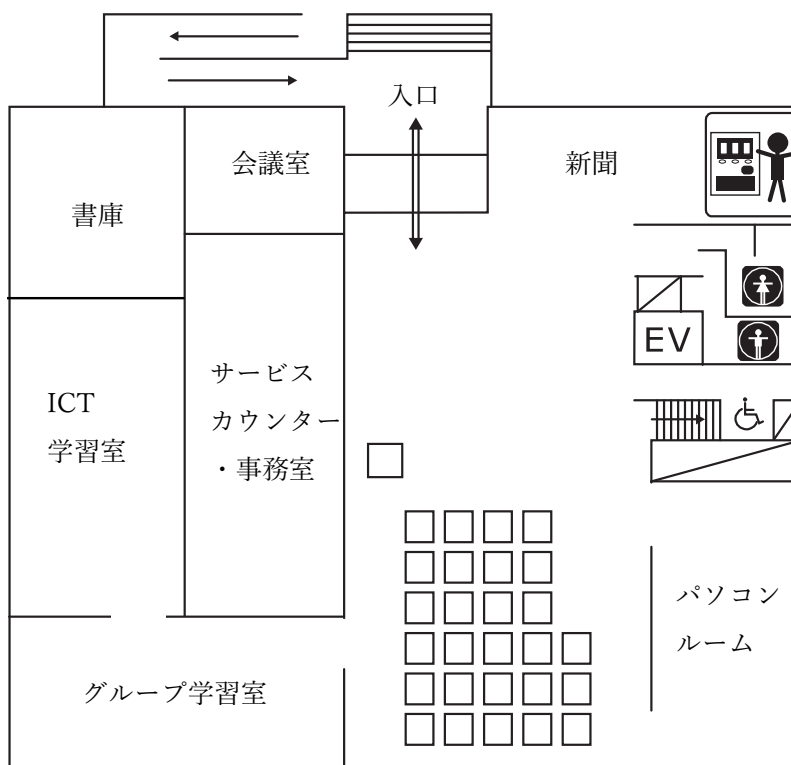 入口
会議室
新聞
書庫
EV
サービス
カウンター
・事務室
ICT
学習室
パソコン
ルーム
グループ学習室